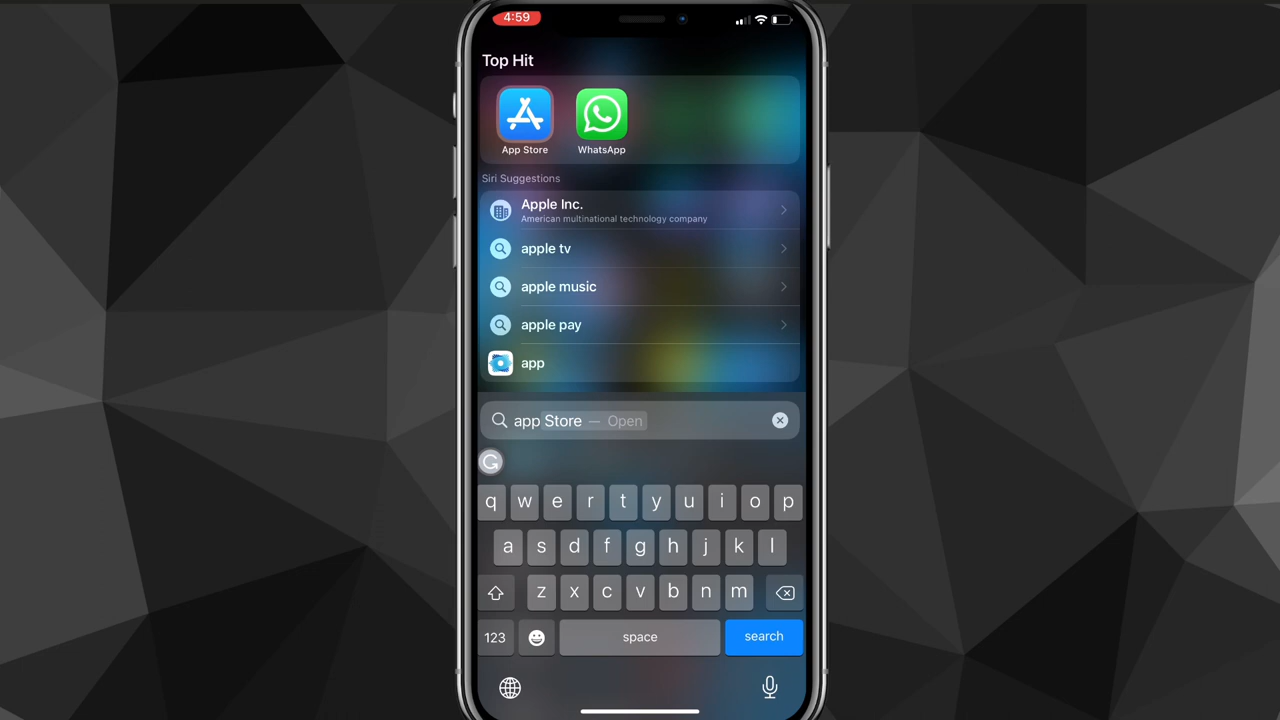 4:59
Top Hit
App Store
WhatsApp
Siri Suggestions
Apple Inc.
American multinational technology company
apple tv
apple music
apple pay
app
app Store — Open
G
q w e r t y u i o p
a s d f g h j k l
z x c v b n m
123 space search